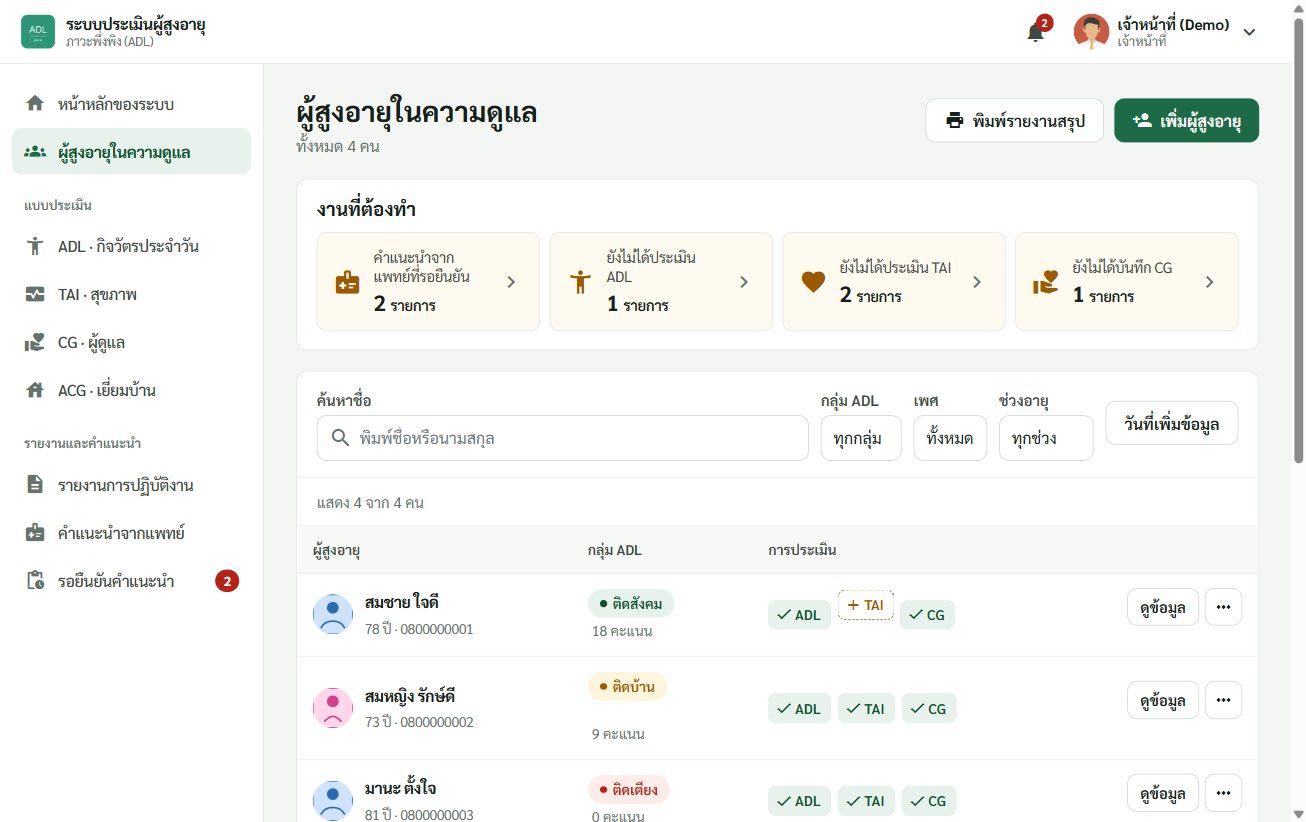 ADL
ระบบประเมินผู้สูงอายุ
ภาวะพึ่งพิง (ADL)
2
เจ้าหน้าที่ (Demo)
เจ้าหน้าที่
หน้าหลักของระบบ
ผู้สูงอายุในความดูแล
แบบประเมิน
ADL · กิจวัตรประจำวัน
TAI · สุขภาพ
CG · ผู้ดูแล
ACG · เยี่ยมบ้าน
รายงานและคำแนะนำ
รายงานการปฏิบัติงาน
คำแนะนำจากแพทย์
รอยืนยันคำแนะนำ 2
ผู้สูงอายุในความดูแล
ทั้งหมด 4 คน
พิมพ์รายงานสรุป
เพิ่มผู้สูงอายุ
งานที่ต้องทำ
คำแนะนำจาก
แพทย์ที่รอยืนยัน
2 รายการ
ยังไม่ได้ประเมิน
ADL
1 รายการ
ยังไม่ได้ประเมิน TAI
2 รายการ
ยังไม่ได้บันทึก CG
1 รายการ
ค้นหาชื่อ
พิมพ์ชื่อหรือนามสกุล
กลุ่ม ADL
ทุกกลุ่ม
เพศ
ทั้งหมด
ช่วงอายุ
ทุกช่วง
วันที่เพิ่มข้อมูล
แสดง 4 จาก 4 คน
ผู้สูงอายุ กลุ่ม ADL การประเมิน
สมชาย ใจดี
78 ปี · 0800000001
ติดสังคม
18 คะแนน
ADL TAI CG
ดูข้อมูล
สมหญิง รักษ์ดี
73 ปี · 0800000002
ติดบ้าน
9 คะแนน
ADL TAI CG
ดูข้อมูล
มานะ ตั้งใจ
81 ปี · 0800000003
ติดเตียง
0 คะแนน
ADL TAI CG
ดูข้อมูล